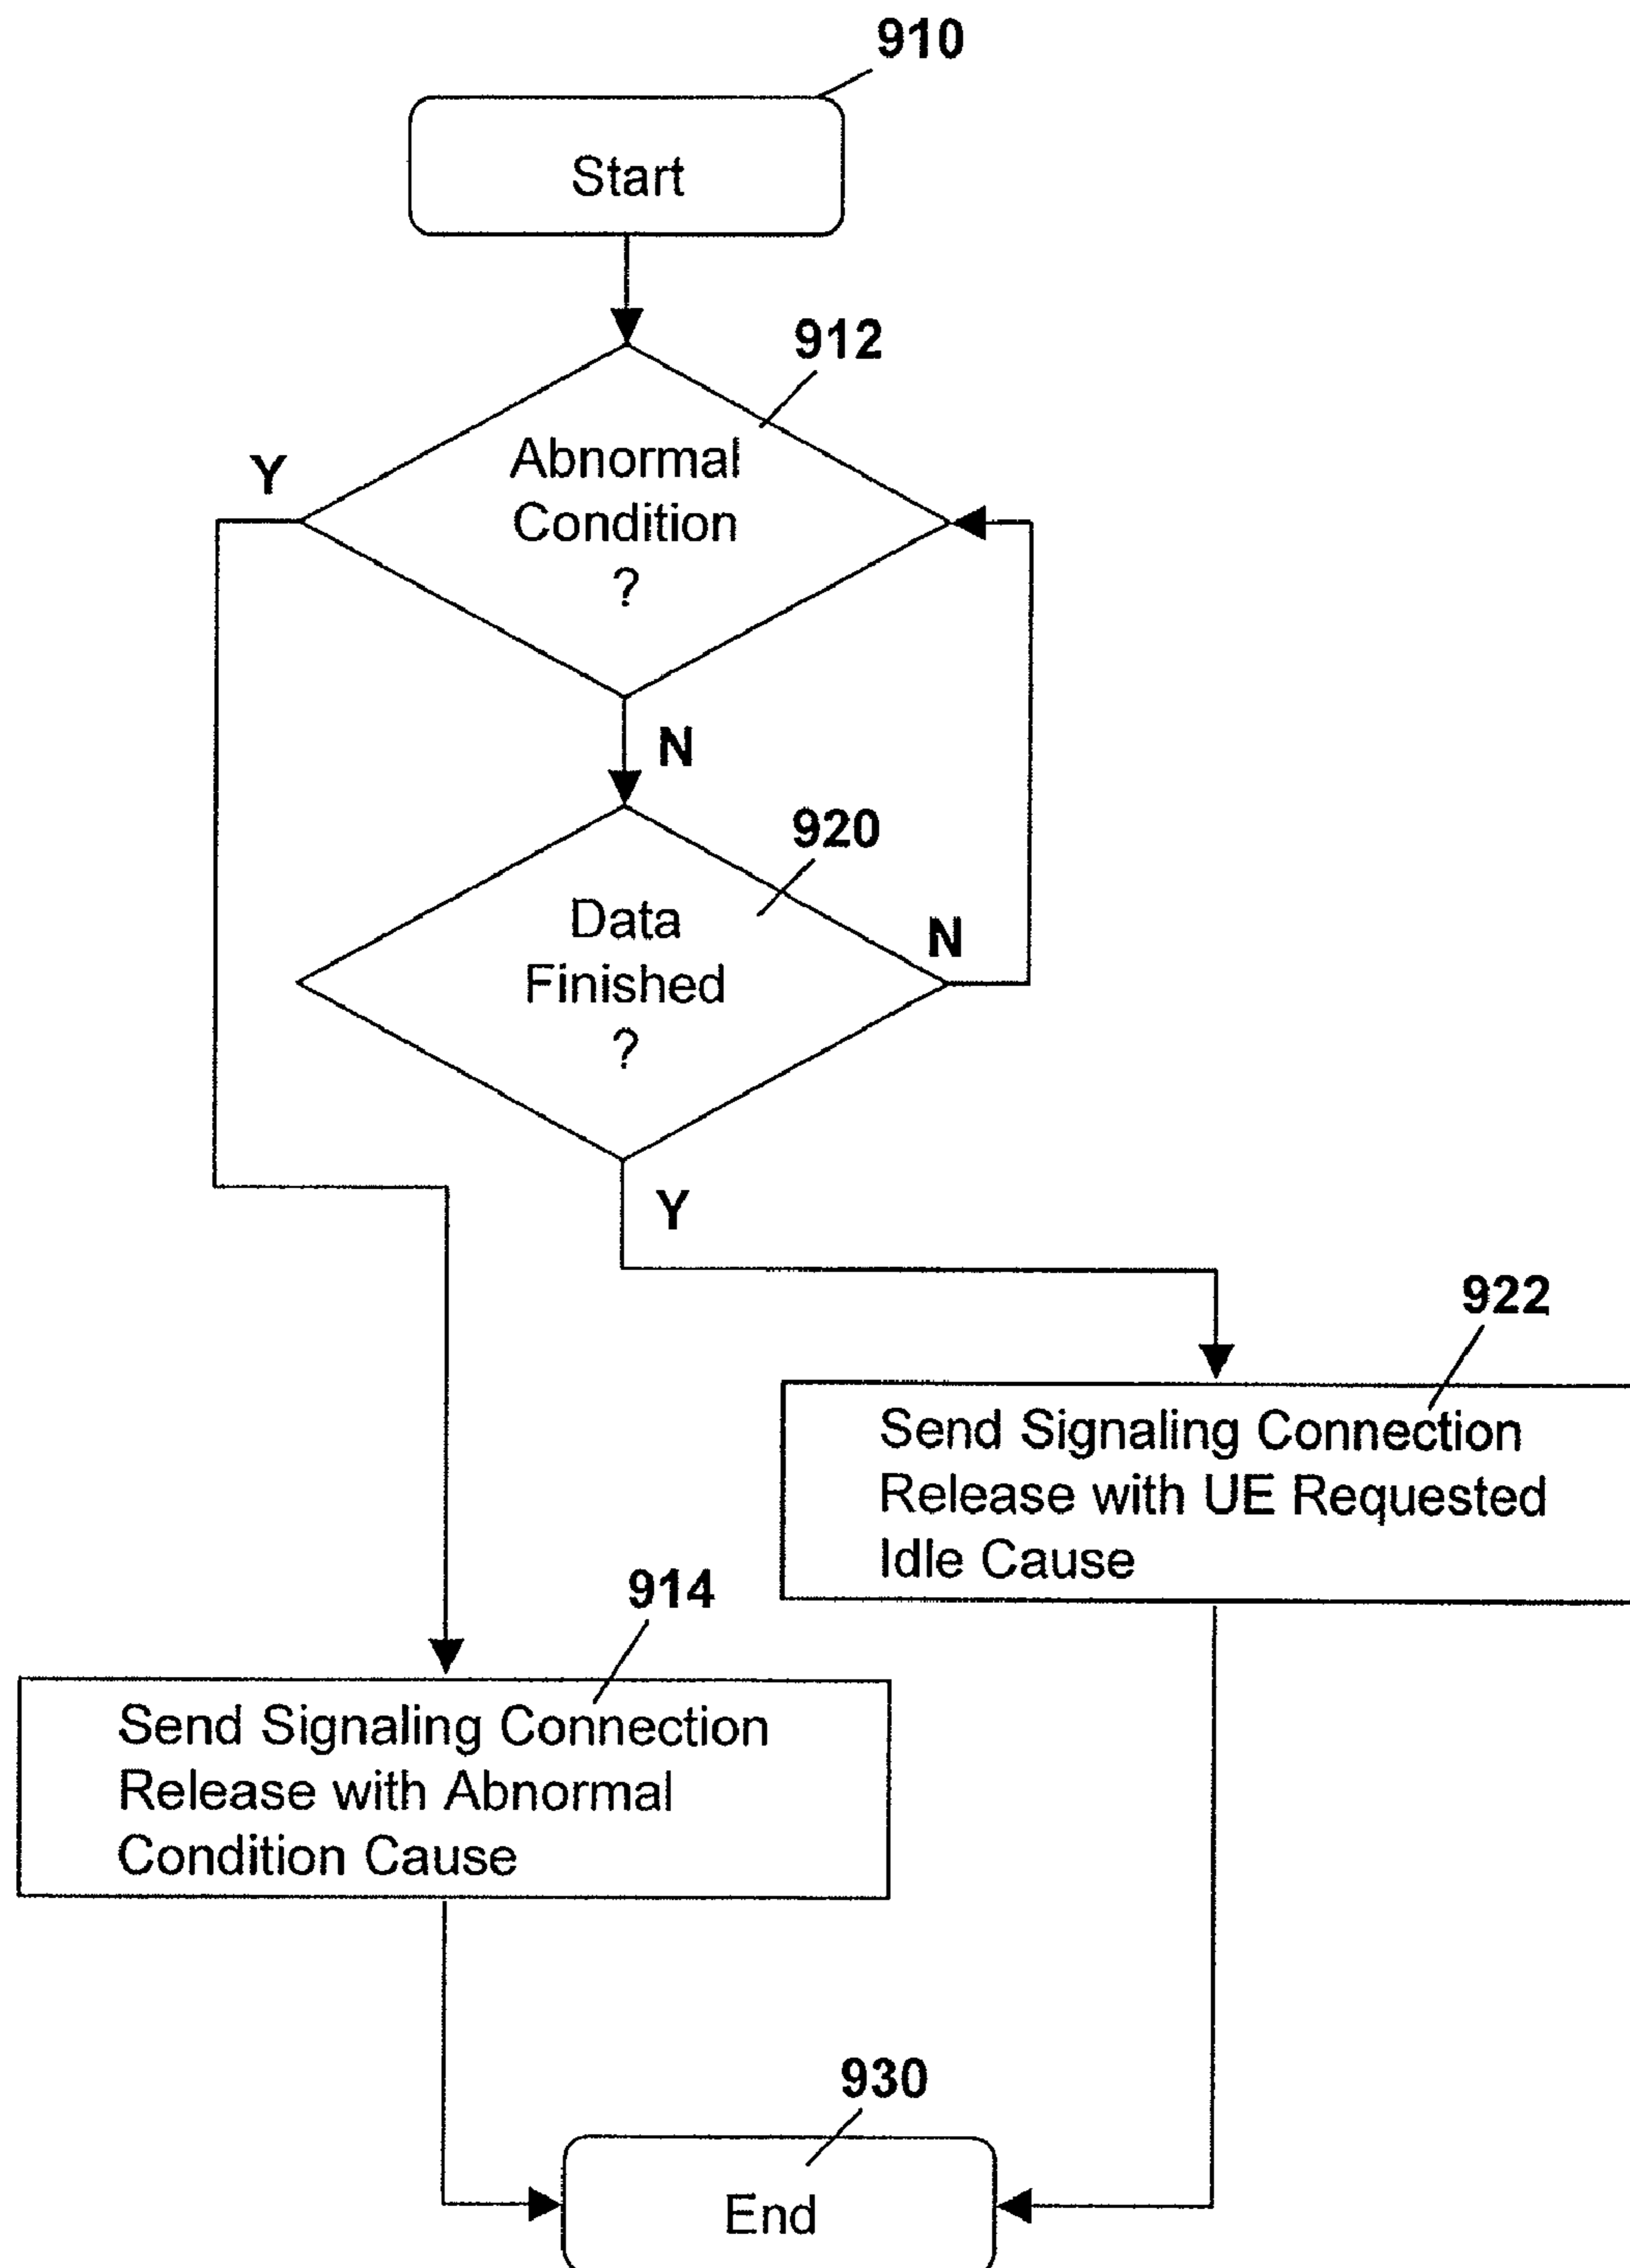 910
Start
912
Abnormal
Condition
?
Y
N
920
Data
Finished
?
N
Y
922
Send Signaling Connection
Release with UE Requested
Idle Cause
914
Send Signaling Connection
Release with Abnormal
Condition Cause
930
End